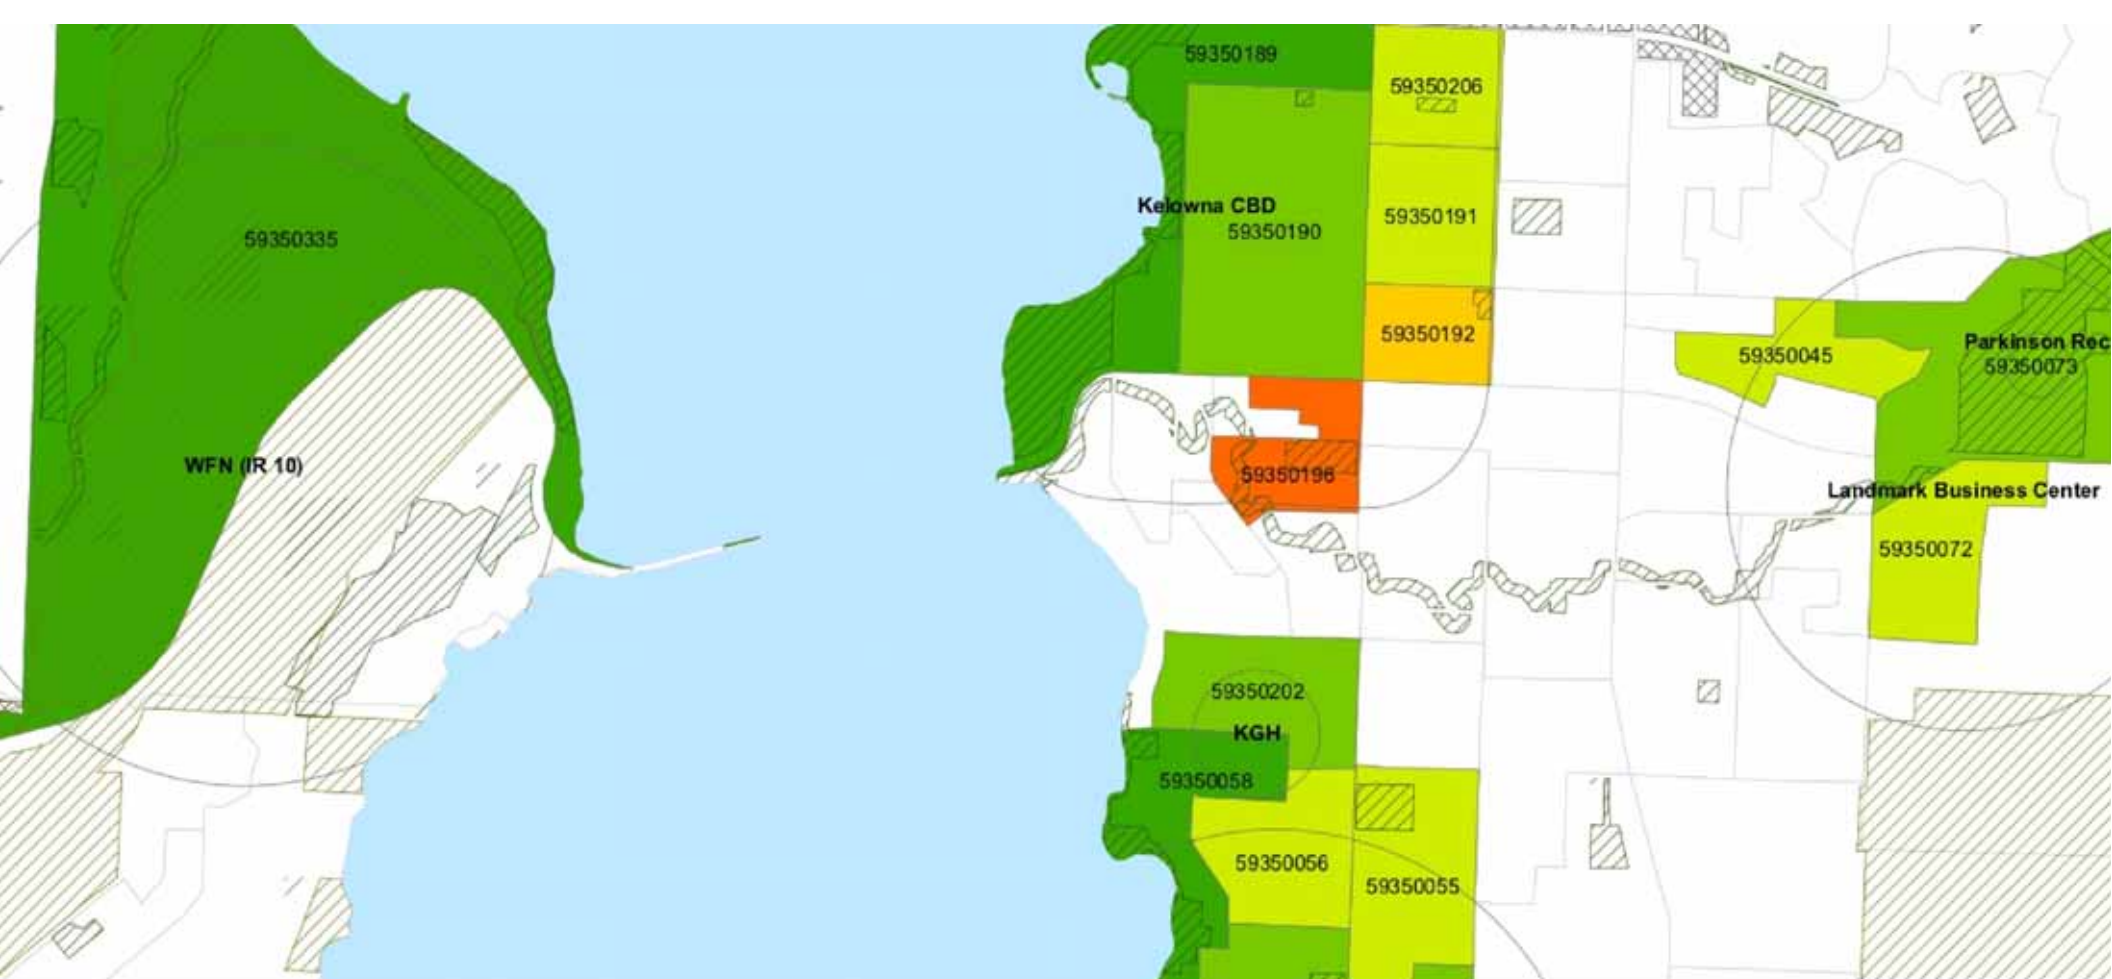 59350189
59350206
Kelowna CBD
59350190
59350191
59350335
59350192
59350045
Parkinson Rec
59350073
WFN (IR 10)
59350196
Landmark Business Center
59350072
59350202
KGH
59350058
59350056
59350055